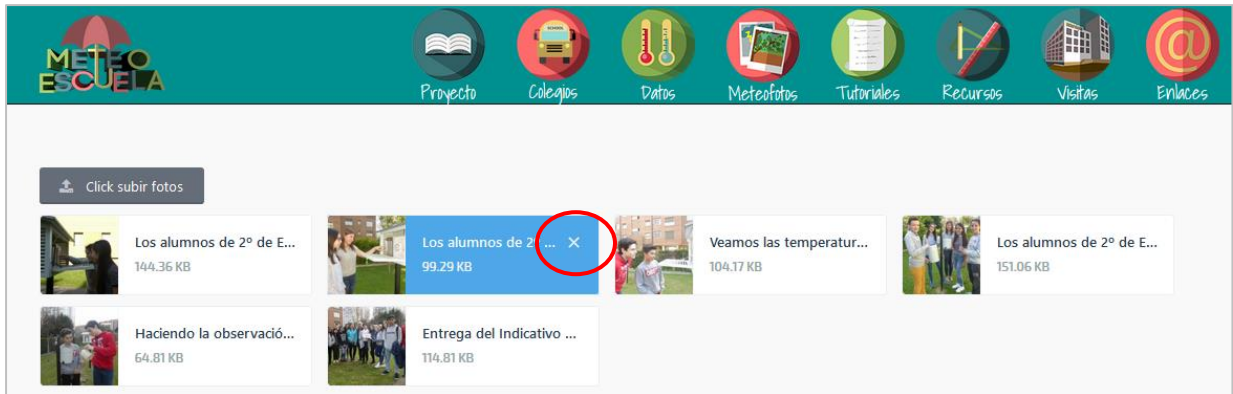 METEO
ESCUELA
SCHOOL
Proyecto Colegios Datos Meteofotos Tutoriales Recursos Visitas Enlaces
Click subir fotos
Los alumnos de 2º de E...
144.36 KB
Los alumnos de 2º ... ×
99.29 KB
Veamos las temperatur...
104.17 KB
Los alumnos de 2º de E...
151.06 KB
Haciendo la observació...
64.81 KB
Entrega del Indicativo ...
114.81 KB